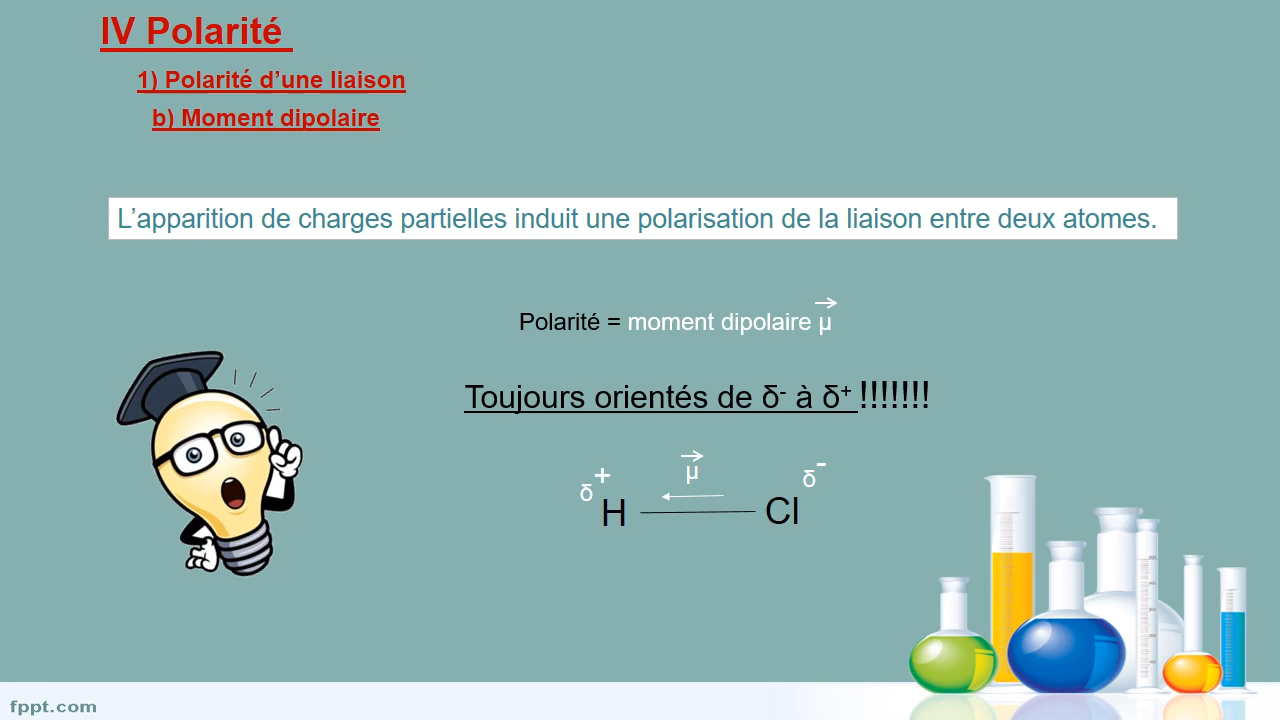 IV Polarité
1) Polarité d’une liaison
b) Moment dipolaire
L’apparition de charges partielles induit une polarisation de la liaison entre deux atomes.
Polarité = moment dipolaire μ
Toujours orientés de δ- à δ+ !!!!!!!
δ+ μ δ-
H Cl
fppt.com